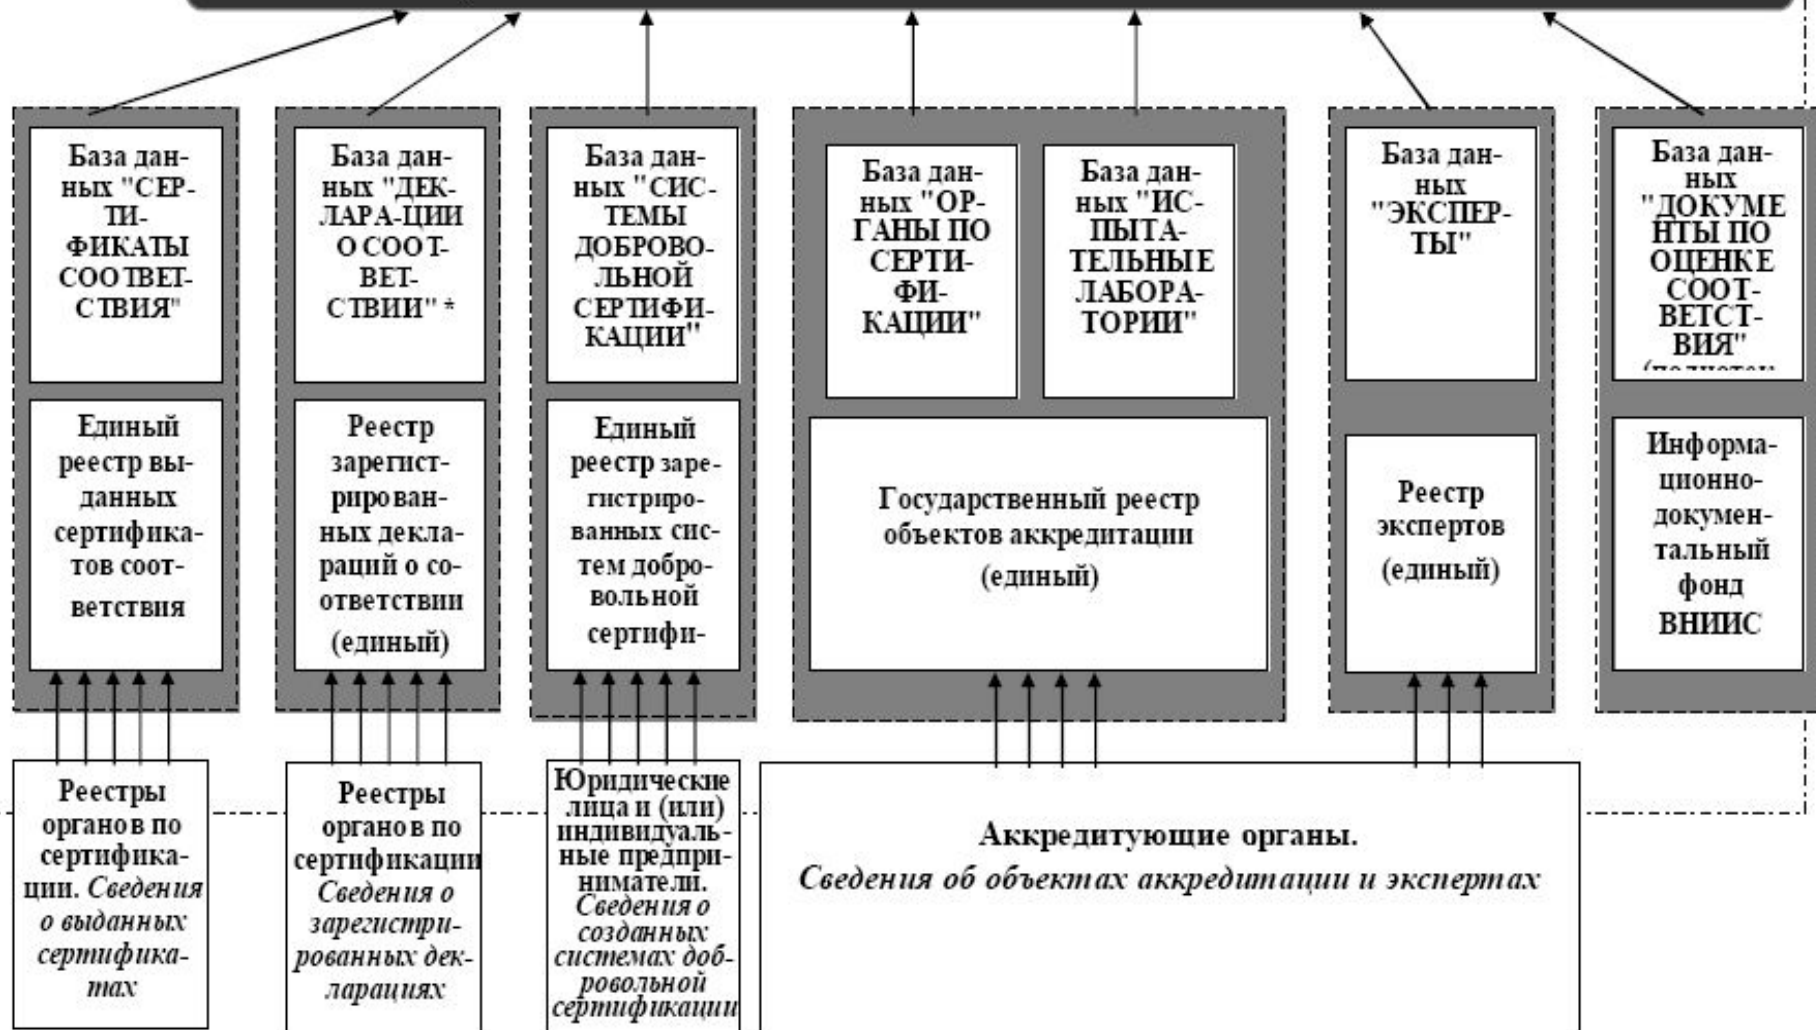 База дан-
ных "СЕР-
ТИ-
ФИКАТЫ
СООТВЕТ-
СТВИЯ"
База дан-
ных "ДЕК-
ЛАРА-ЦИИ
О СООТ-
ВЕТ-
СТВИИ" *
База дан-
ных "СИС-
ТЕМЫ
ДОБРОВО-
ЛЬНОЙ
СЕРТИФИ-
КАЦИИ"
База дан-
ных "ОР-
ГАНЫ ПО
СЕРТИ-
ФИ-
КАЦИИ"
База дан-
ных "ИС-
ПЫТА-
ТЕЛЬНЫЕ
ЛАБОРА-
ТОРИИ"
База дан-
ных
"ЭКСПЕР-
ТЫ"
База дан-
ных
"ДОКУМЕ
НТЫ ПО
ОЦЕНКЕ
СООТ-
ВЕТСТ-
ВИЯ"
Единый
реестр вы-
данных
сертифика-
тов соот-
ветствия
Реестр
зарегист-
рирован-
ных декла-
раций о со-
ответствии
(единый)
Единый
реестр заре-
гистриро-
ванных сис-
тем добро-
вольной
сертифи-
Государственный реестр
объектов аккредитации
(единый)
Реестр
экспертов
(единый)
Информа-
ционно-
докумен-
тальный
фонд
ВНИИС
Реестры
органов по
сертифика-
ции. Сведения
о выданных
сертифика-
тах
Реестры
органов по
сертификации
Сведения о
зарегистри-
рованных дек-
ларациях
Юридические
лица и (или)
индивидуаль-
ные предпри-
ниматели.
Сведения о
созданных
системах доб-
ровольной
сертификации
Аккредитующие органы.
Сведения об объектах аккредитации и экспертах